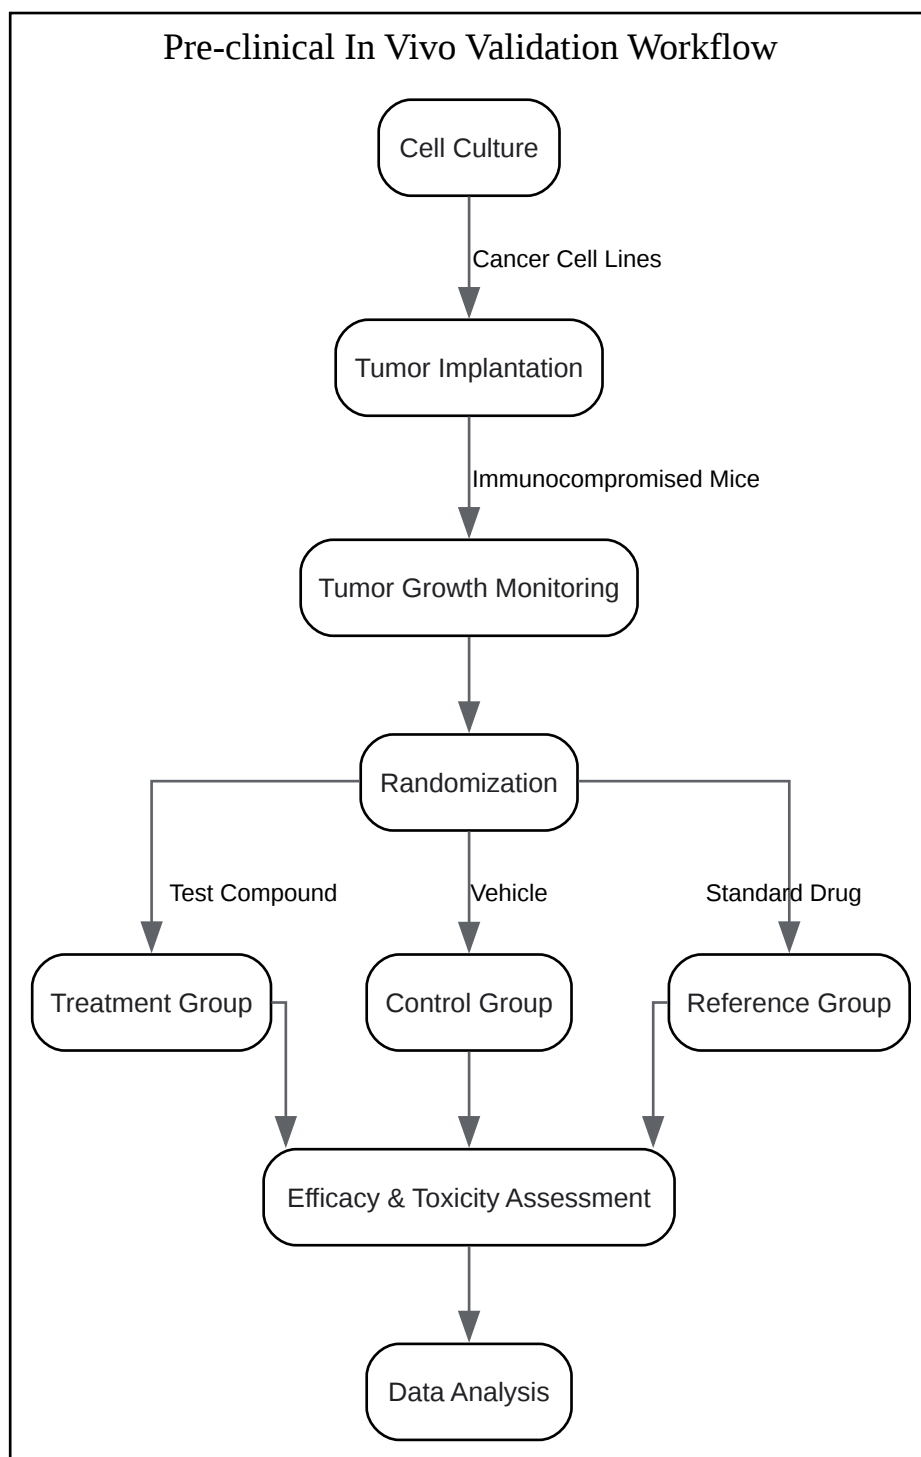 Pre-clinical In Vivo Validation Workflow
Cell Culture
Cancer Cell Lines
Tumor Implantation
Immunocompromised Mice
Tumor Growth Monitoring
Randomization
Test Compound
Vehicle
Standard Drug
Treatment Group
Control Group
Reference Group
Efficacy & Toxicity Assessment
Data Analysis